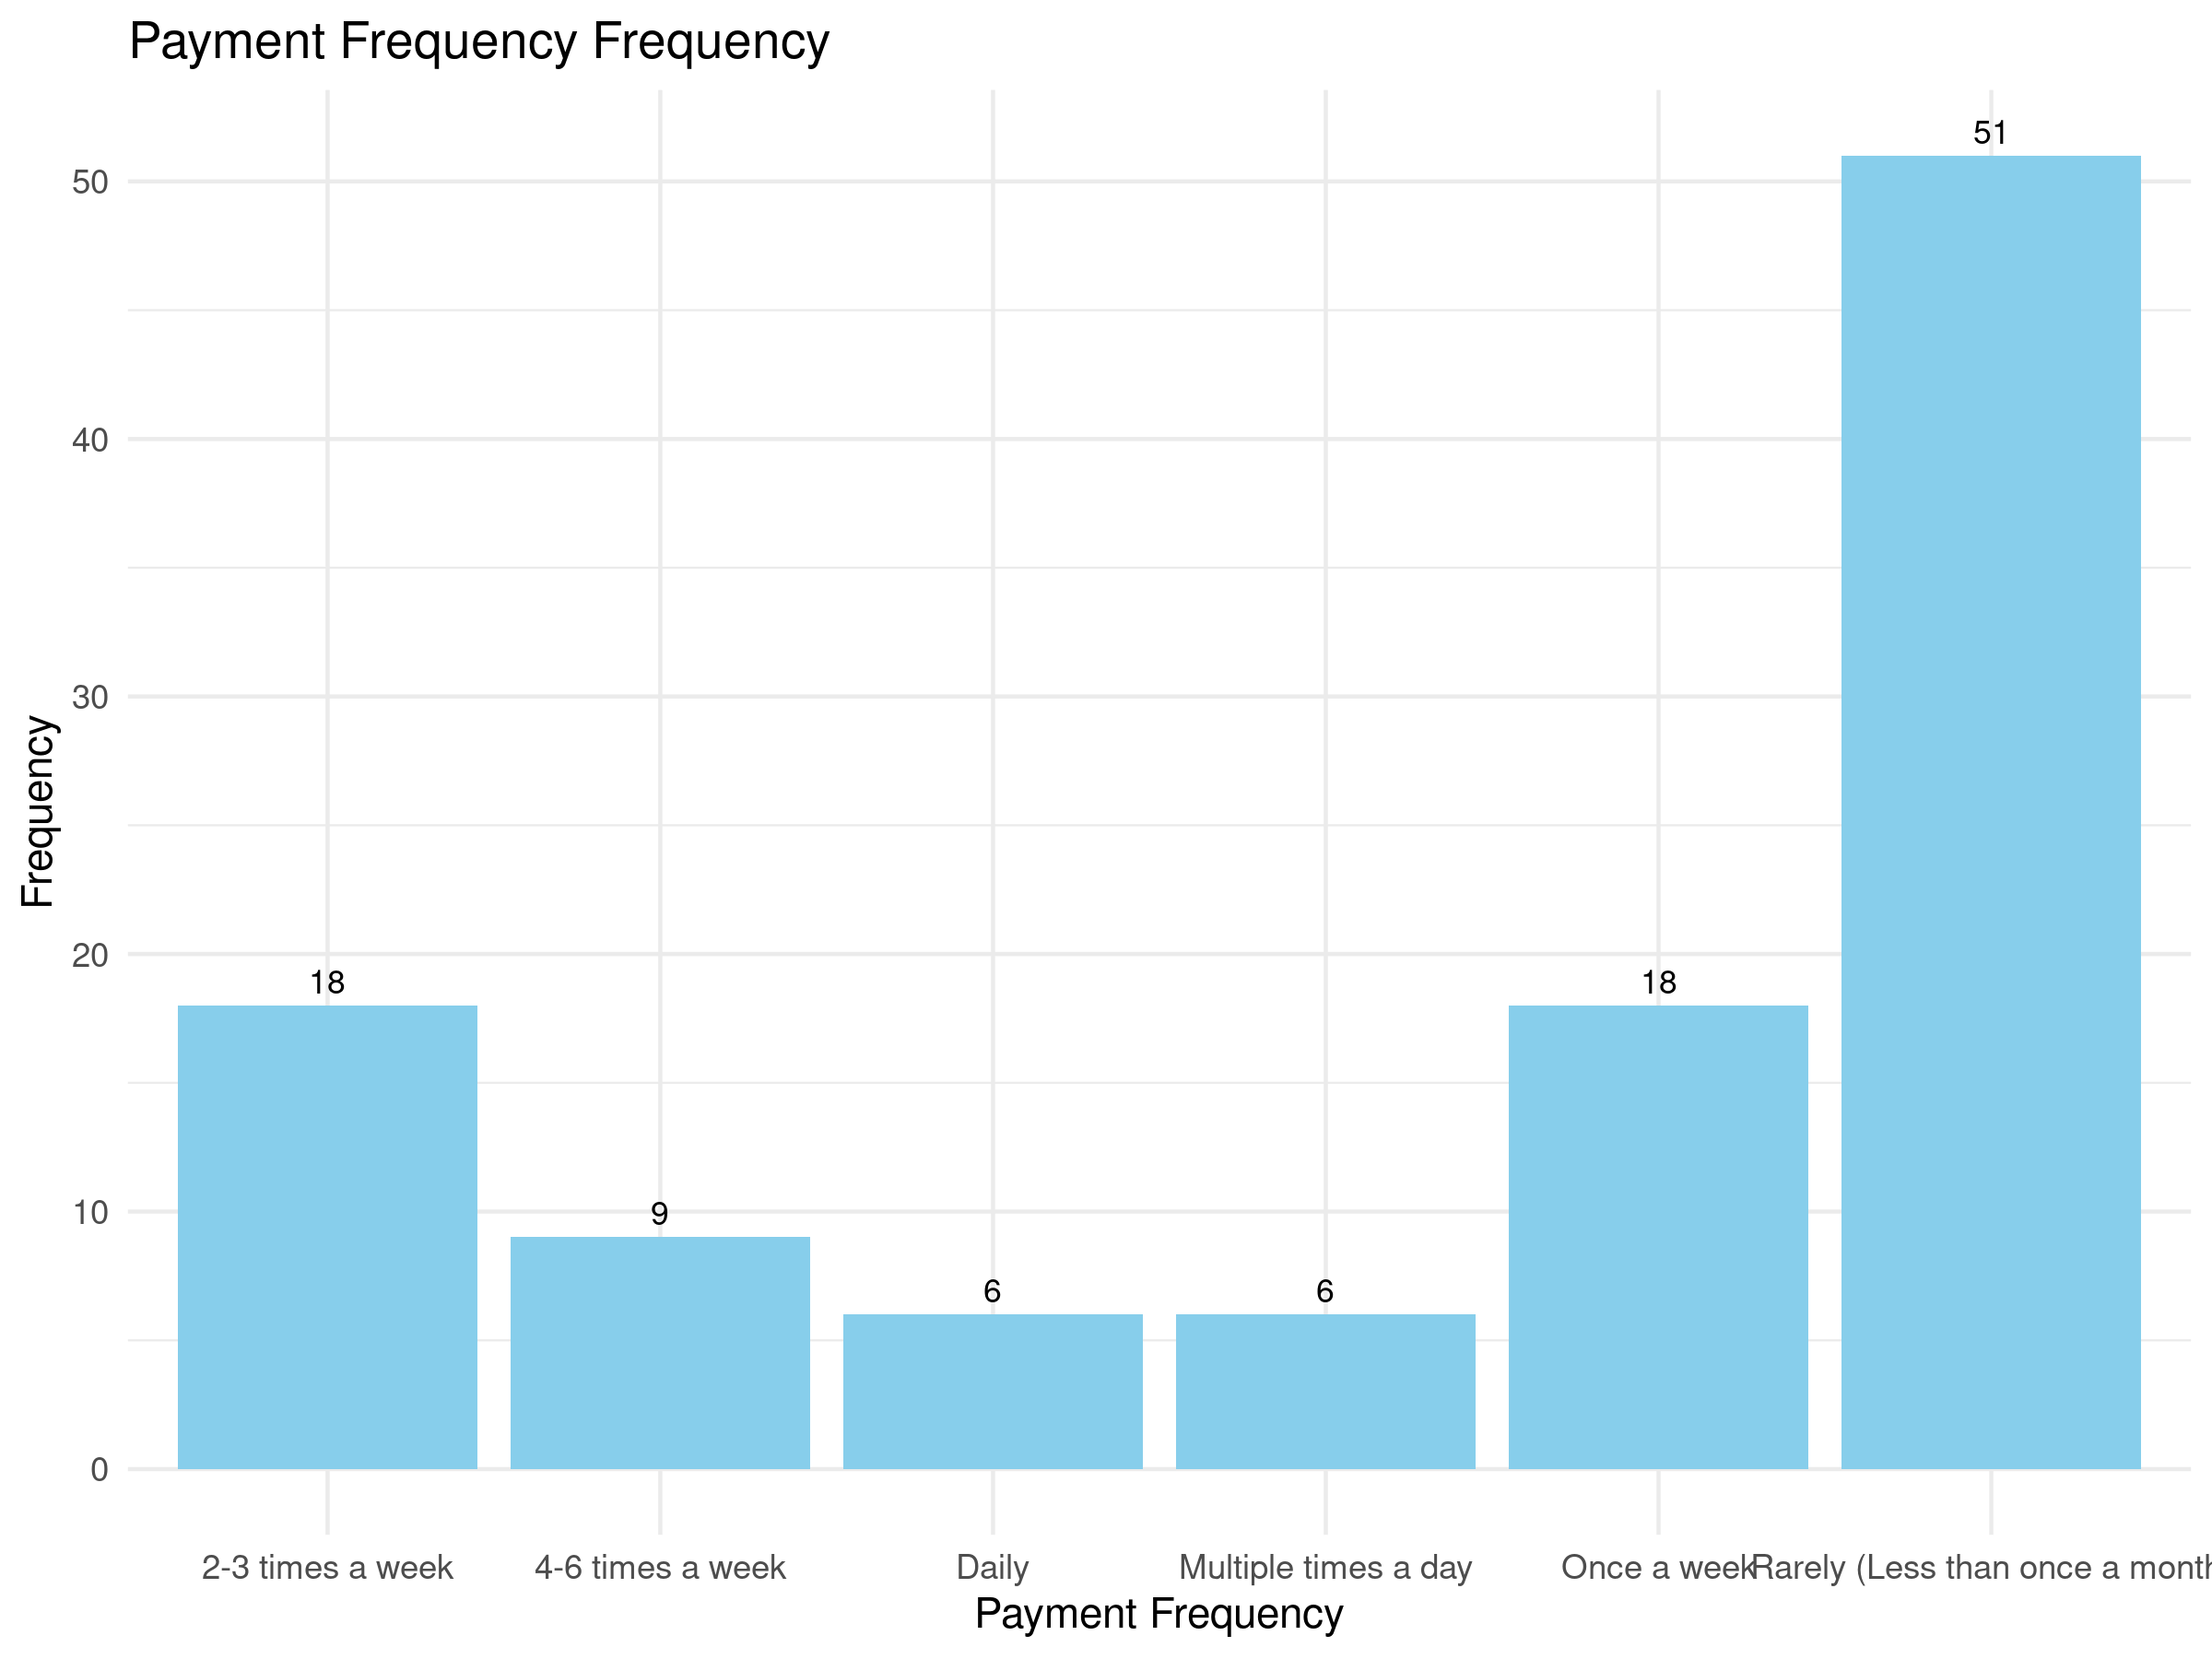 Payment Frequency Frequency
51
50
40
30
Frequency
20
18
18
10
9
6
6
0
2-3 times a week
4-6 times a week
Daily
Multiple times a day
Once a week
Rarely (Less than once a month
Payment Frequency